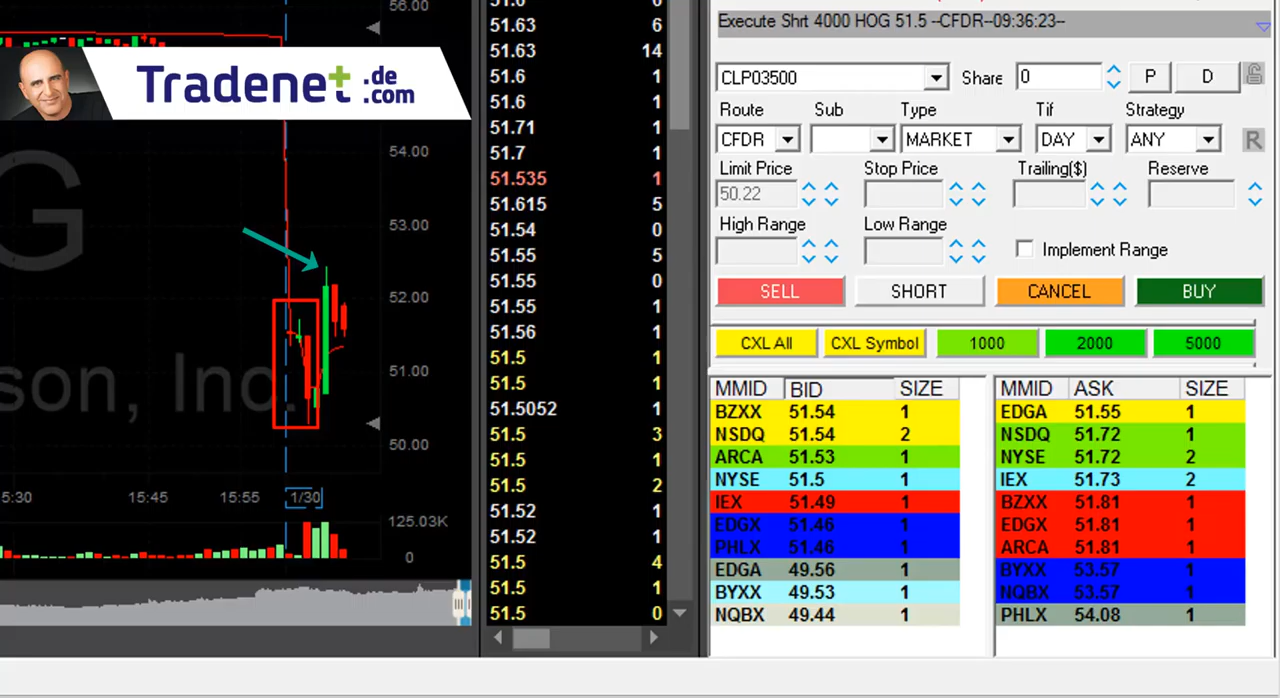 56.00
Tradenet .de
.com
54.00
53.00
52.00
51.00
50.00
G
son, Inc.
5:30 15:45 15:55 1/30
125.03K
0
51.6 6
51.63 6
51.63 14
51.6 1
51.6 1
51.71 1
51.7 1
51.535 1
51.615 5
51.54 0
51.55 5
51.55 0
51.55 1
51.56 1
51.5 1
51.5 1
51.5052 1
51.5 3
51.5 1
51.5 2
51.52 1
51.52 1
51.5 4
51.5 1
51.5 0
Execute Shrt 4000 HOG 51.5 --CFDR--09:36:23--
CLP03500 Share 0 P D
Route Sub Type Tif Strategy
CFDR MARKET DAY ANY R
Limit Price Stop Price Trailing($) Reserve
50.22
High Range Low Range
Implement Range
SELL SHORT CANCEL BUY
CXL All CXL Symbol 1000 2000 5000
MMID BID SIZE MMID ASK SIZE
BZXX 51.54 1 EDGA 51.55 1
NSDQ 51.54 2 NSDQ 51.72 1
ARCA 51.53 1 NYSE 51.72 2
NYSE 51.5 1 IEX 51.73 2
IEX 51.49 1 BZXX 51.81 1
EDGX 51.46 1 EDGX 51.81 1
PHLX 51.46 1 ARCA 51.81 1
EDGA 49.56 1 BYXX 53.57 1
BYXX 49.53 1 NQBX 53.57 1
NQBX 49.44 1 PHLX 54.08 1